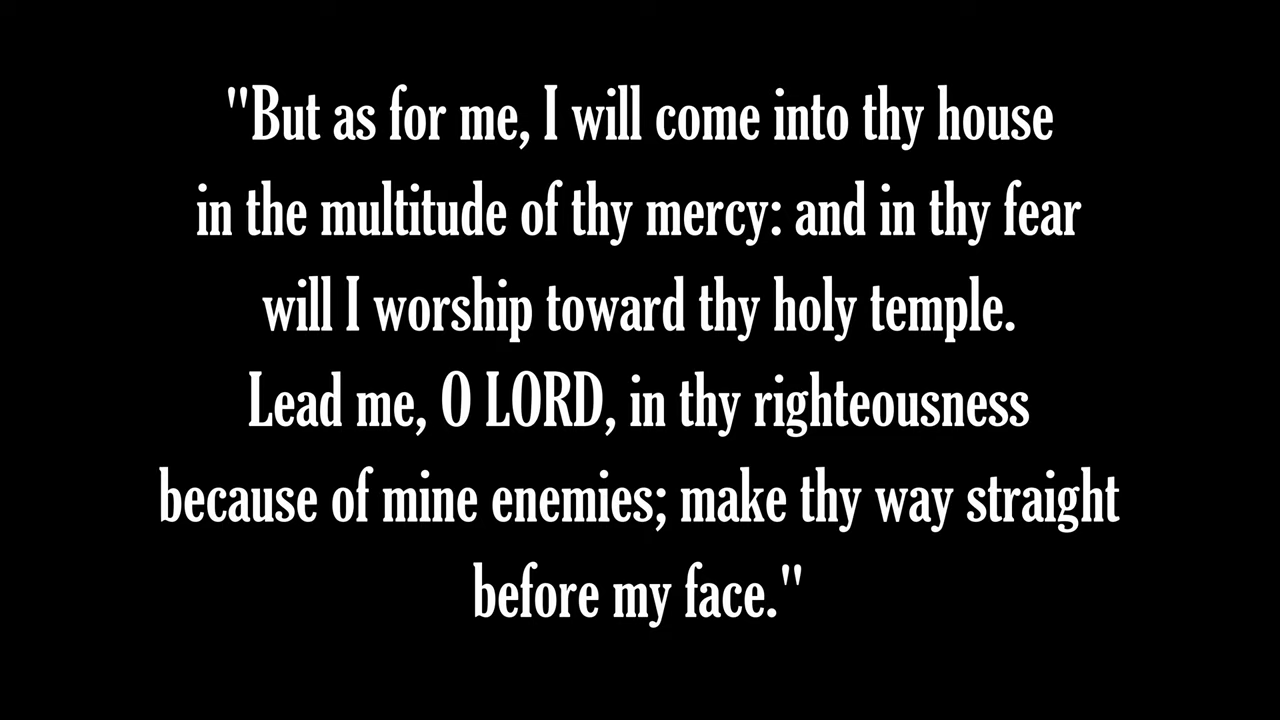 "But as for me, I will come into thy house
in the multitude of thy mercy: and in thy fear
will I worship toward thy holy temple.
Lead me, O LORD, in thy righteousness
because of mine enemies; make thy way straight
before my face."